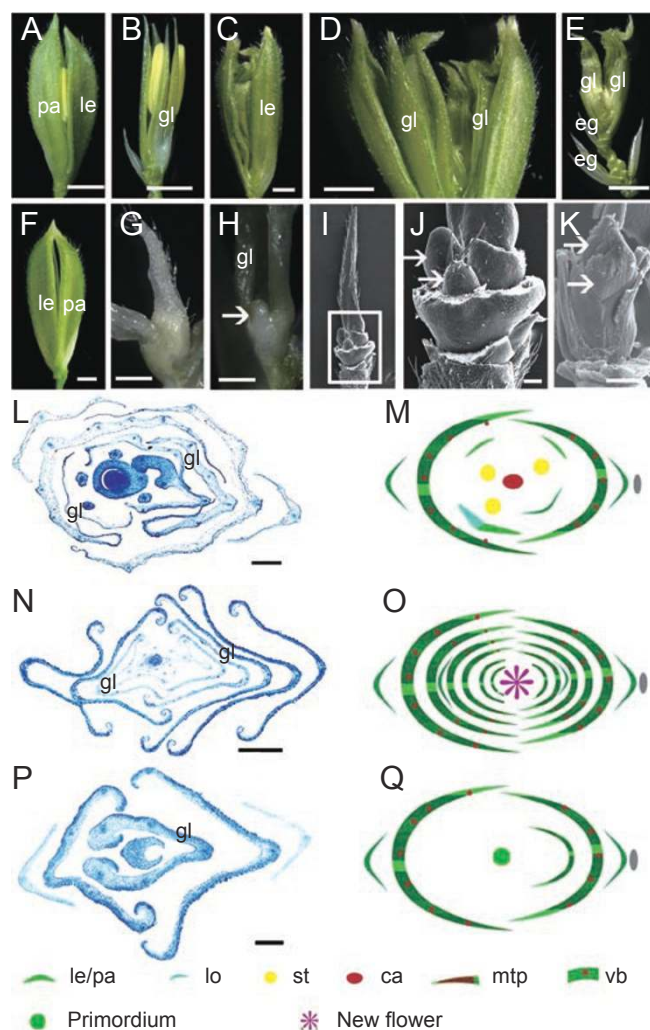 A B C D E
pa le gl le gl gl gl gl
eg
eg
F G H I J K
le pa gl
L M
gl
gl
N O
gl
gl
P Q
gl
le/pa lo st ca mtp vb
Primordium New flower